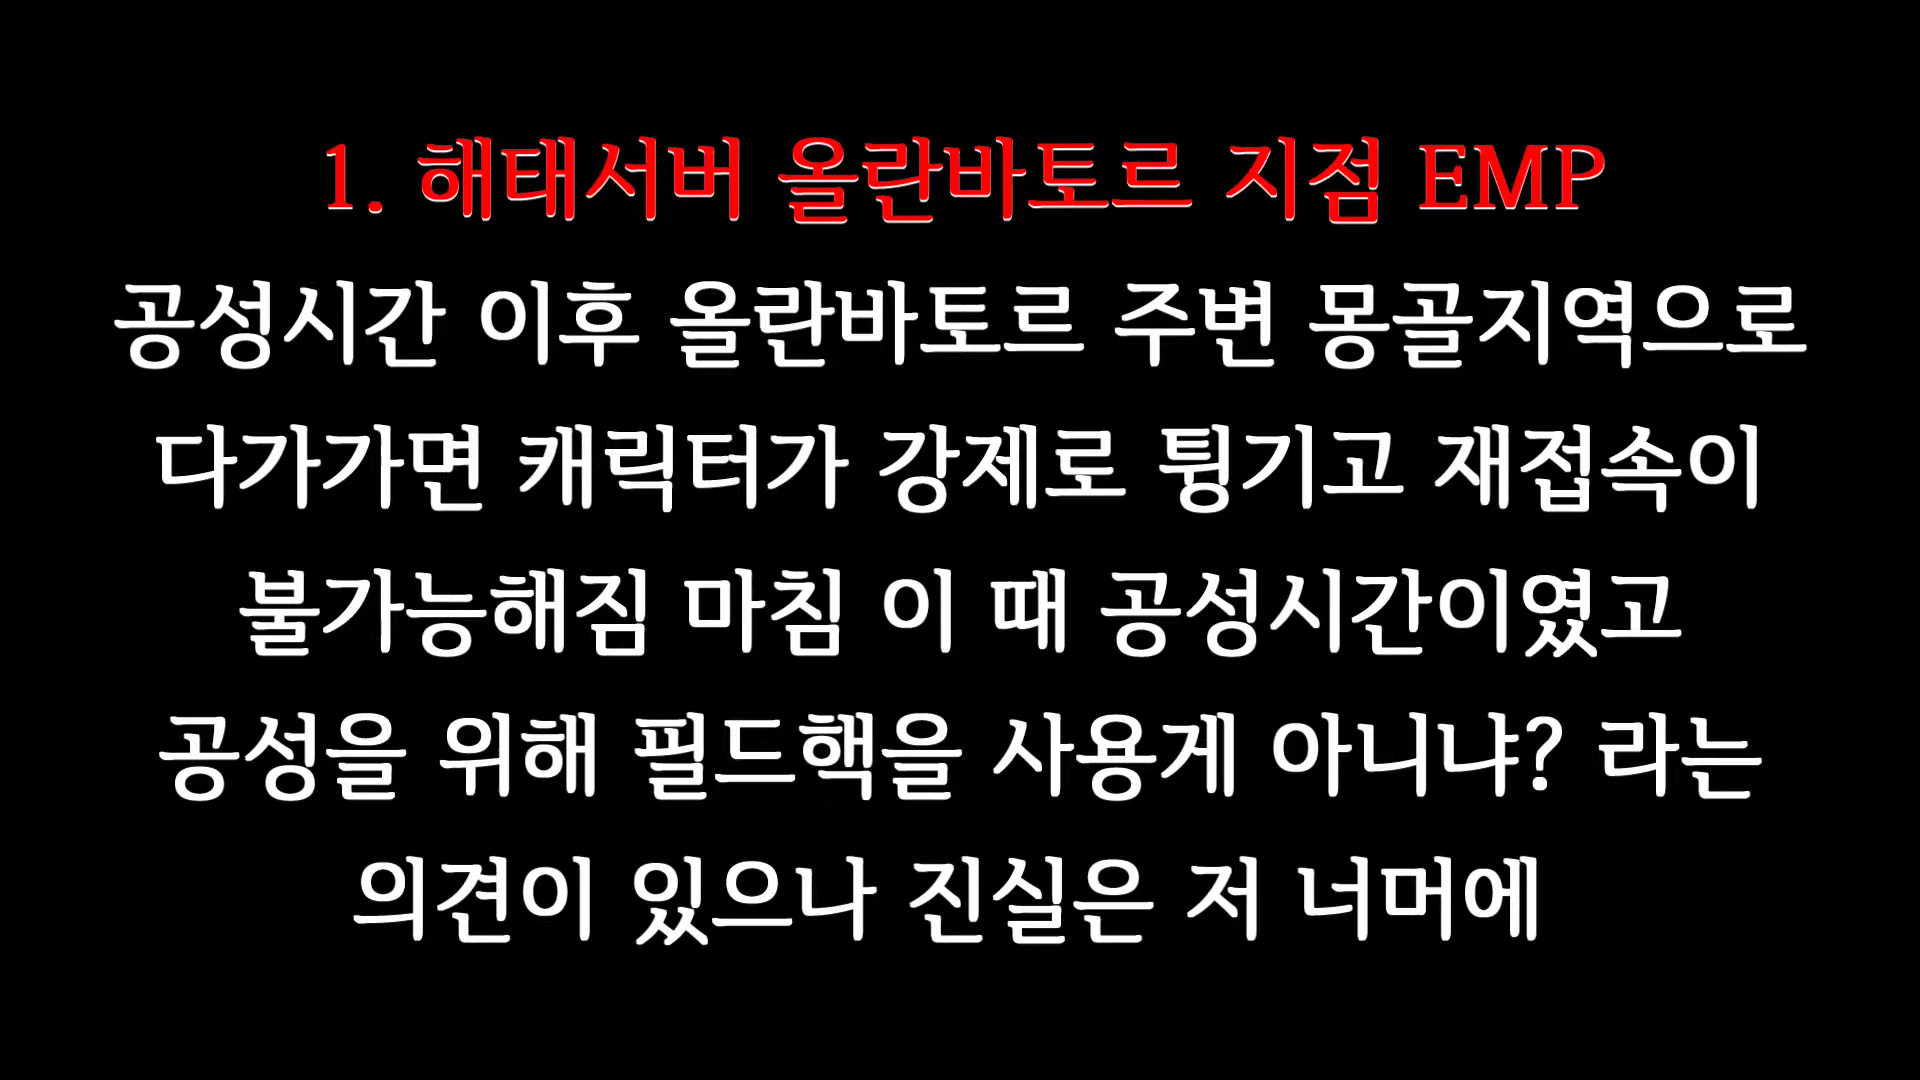 1. 해태서버 올란바토르 지점 EMP
공성시간 이후 올란바토르 주변 몽골지역으로
다가가면 캐릭터가 강제로 튕기고 재접속이
불가능해짐 마침 이 때 공성시간이였고
공성을 위해 필드핵을 사용게 아니냐? 라는
의견이 있으나 진실은 저 너머에